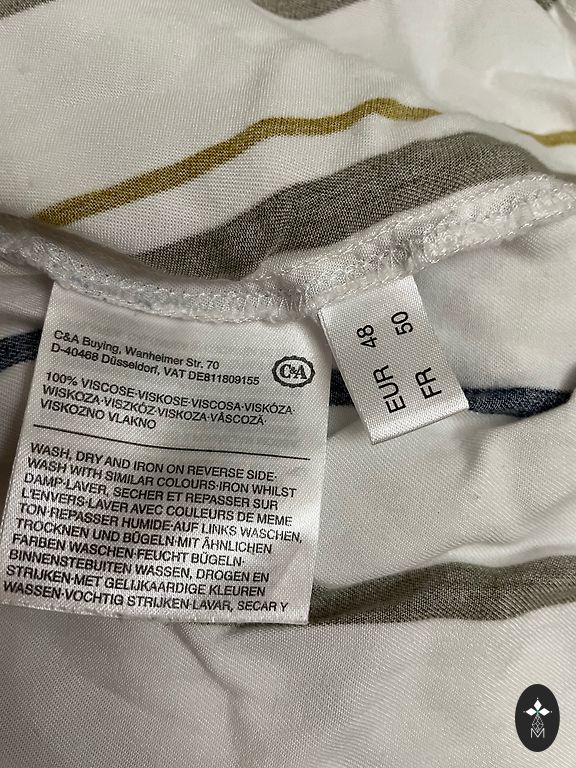 C&A Buying, Wanheimer Str. 70
D-40468 Düsseldorf, VAT DE811809155
C&A
100% VISCOSE·VISKOSE·VISCOSA·VISKÓZA·
WISKOZA·VISZKÓZ·VISKOZA·VÂSCOZĂ·
VISKOZNO VLAKNO
WASH, DRY AND IRON ON REVERSE SIDE·
WASH WITH SIMILAR COLOURS·IRON WHILST
DAMP·LAVER, SECHER ET REPASSER SUR
L'ENVERS·LAVER AVEC COULEURS DE MEME
TON·REPASSER HUMIDE·AUF LINKS WASCHEN,
TROCKNEN UND BÜGELN·MIT ÄHNLICHEN
FARBEN WASCHEN·FEUCHT BÜGELN·
BINNENSTEBUITEN WASSEN, DROGEN EN
STRIJKEN·MET GELIJKAARDIGE KLEUREN
WASSEN·VOCHTIG STRIJKEN·LAVAR, SECAR Y
EUR 48
FR 50
M